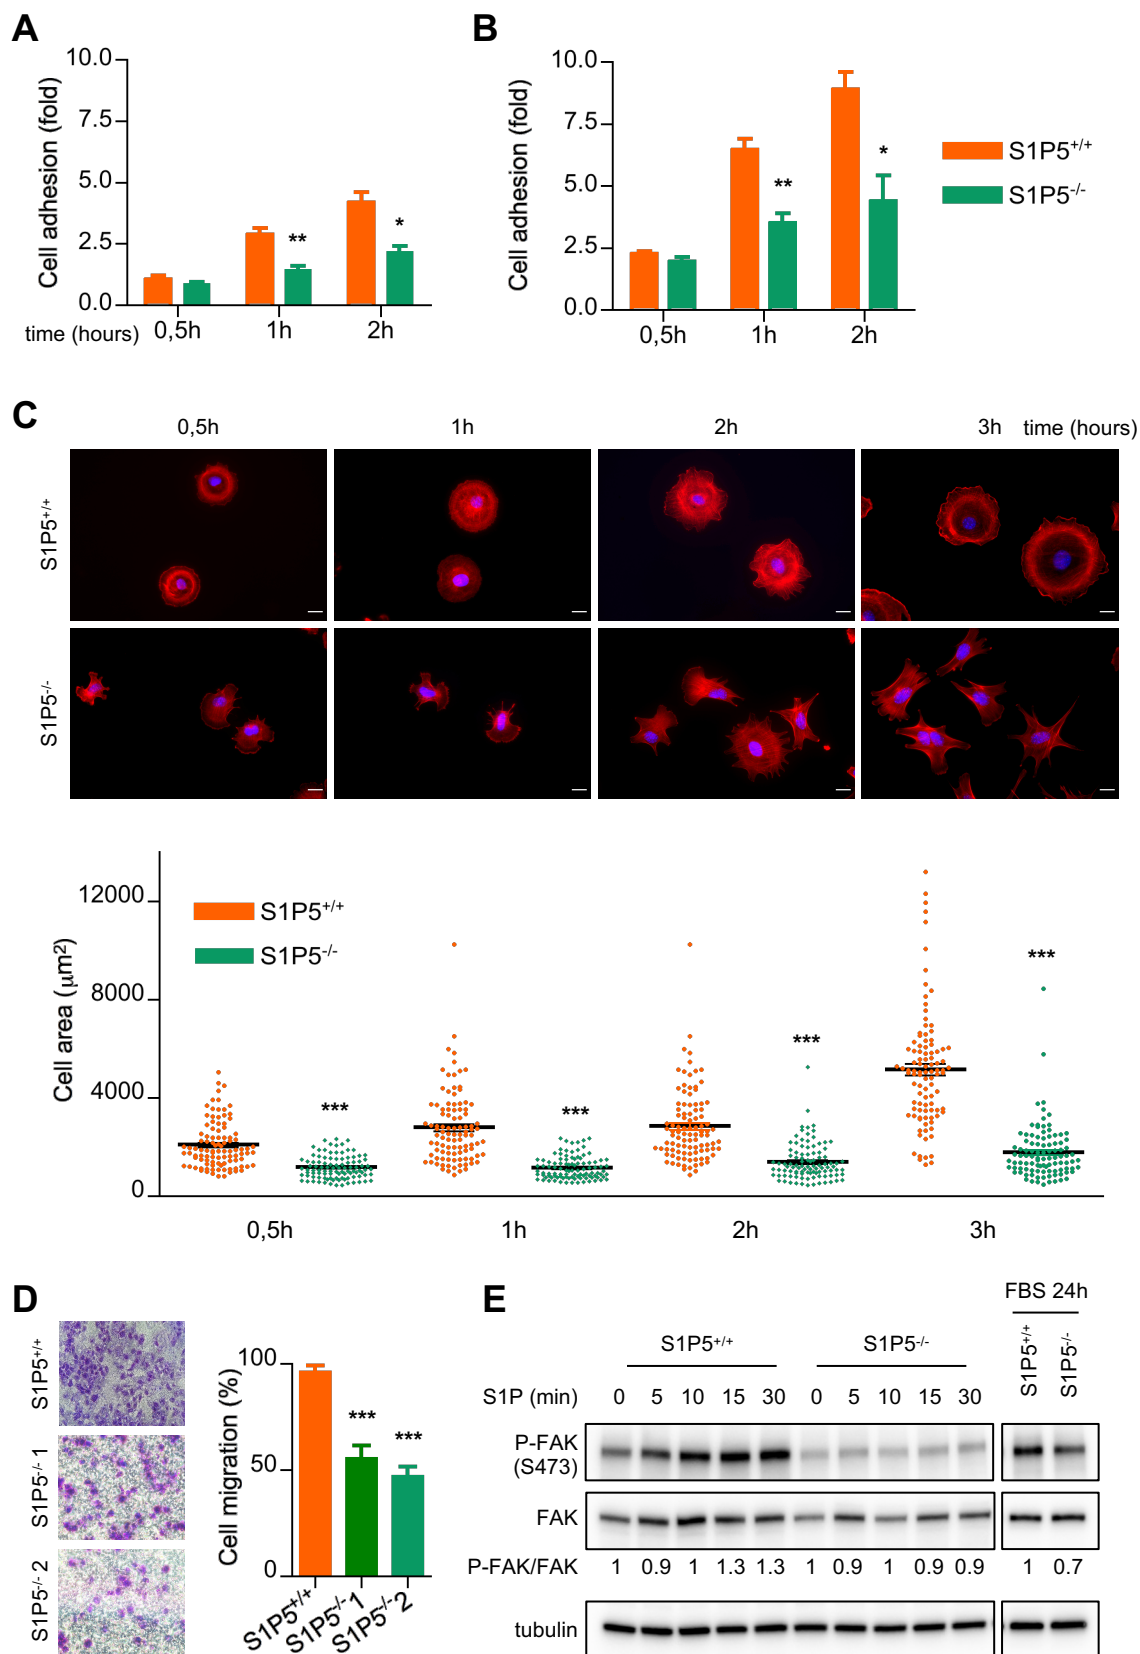 A
10.0
7.5
5.0
2.5
0.0
Cell adhesion (fold)
** *
time (hours) 0,5h 1h 2h
B
10.0
7.5
5.0
2.5
0.0
Cell adhesion (fold)
** *
0,5h 1h 2h
S1P5+/+
S1P5-/-
C
0,5h 1h 2h 3h time (hours)
S1P5+/+
S1P5-/-
12000
8000
4000
0
Cell area (μm²)
S1P5+/+
S1P5-/-
*** *** *** ***
0,5h 1h 2h 3h
D
S1P5+/+
S1P5-/- 1
S1P5-/- 2
100
50
0
Cell migration (%)
*** ***
S1P5+/+ S1P5-/-1 S1P5-/-2
E
FBS 24h
S1P5+/+ S1P5-/- S1P5+/+ S1P5-/-
S1P (min) 0 5 10 15 30 0 5 10 15 30
P-FAK
(S473)
FAK
P-FAK/FAK 1 0.9 1 1.3 1.3 1 0.9 1 0.9 0.9 1 0.7
tubulin